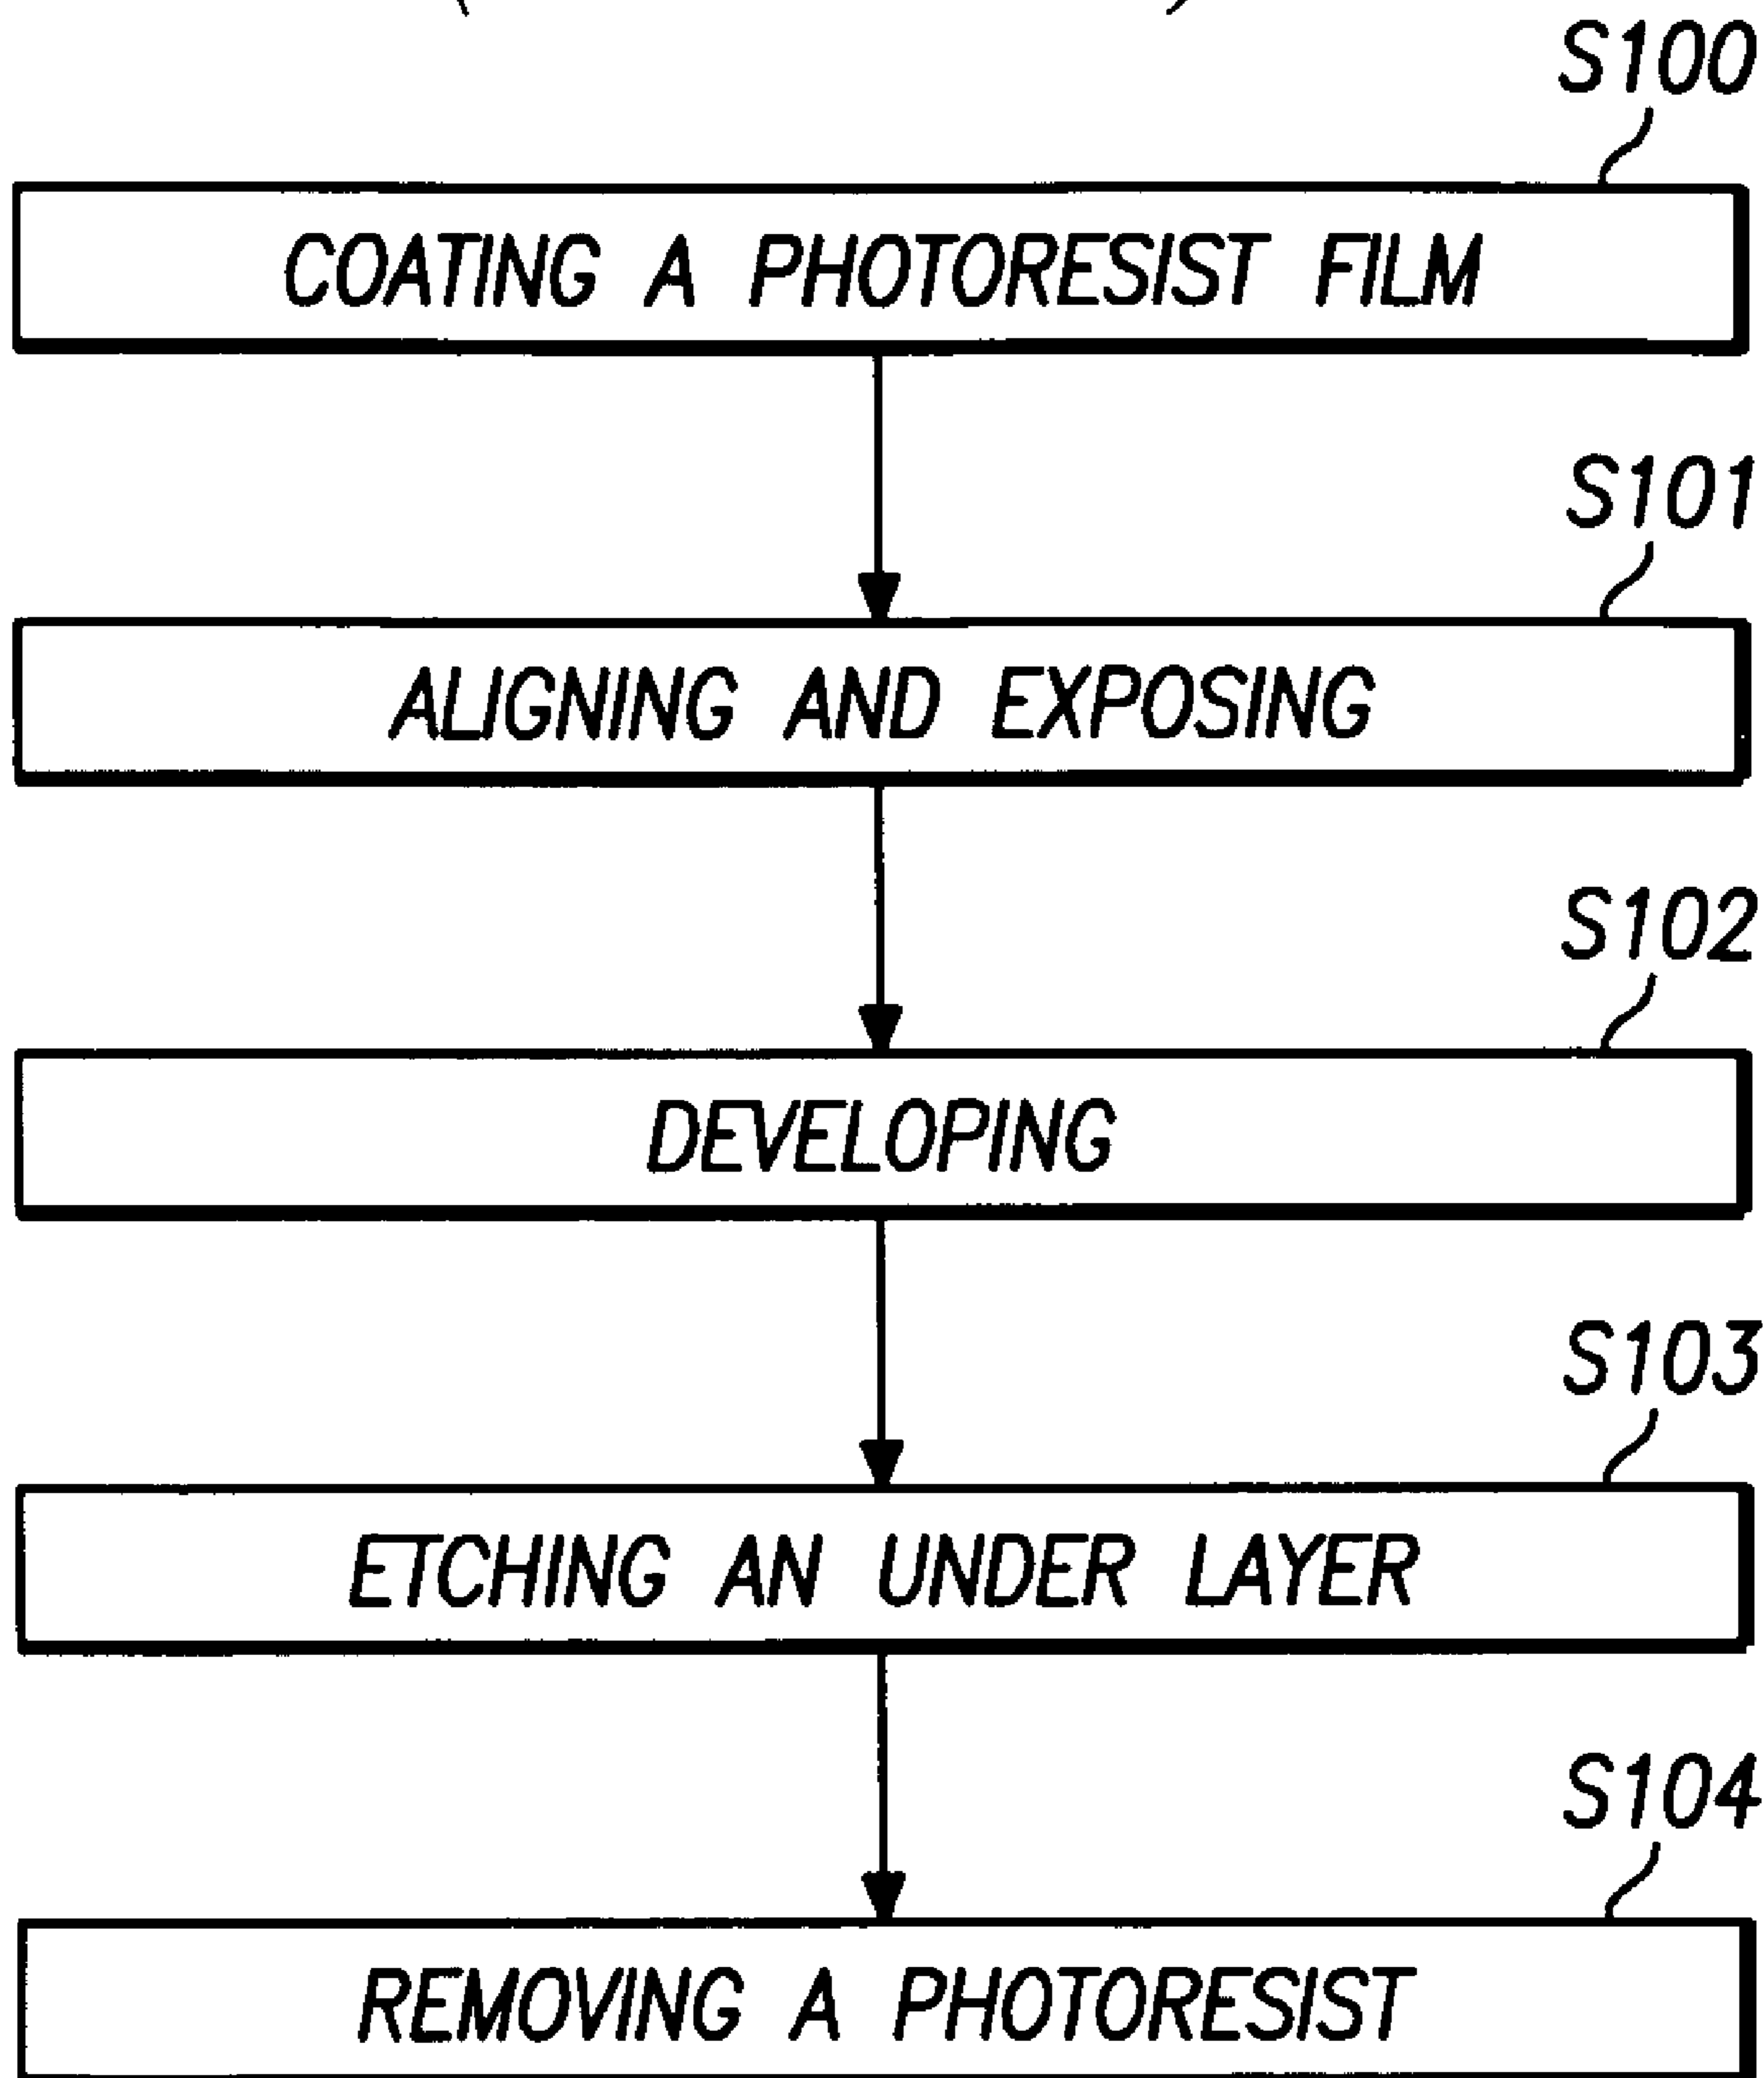 S100
COATING A PHOTORESIST FILM
S101
ALIGNING AND EXPOSING
S102
DEVELOPING
S103
ETCHING AN UNDER LAYER
S104
REMOVING A PHOTORESIST